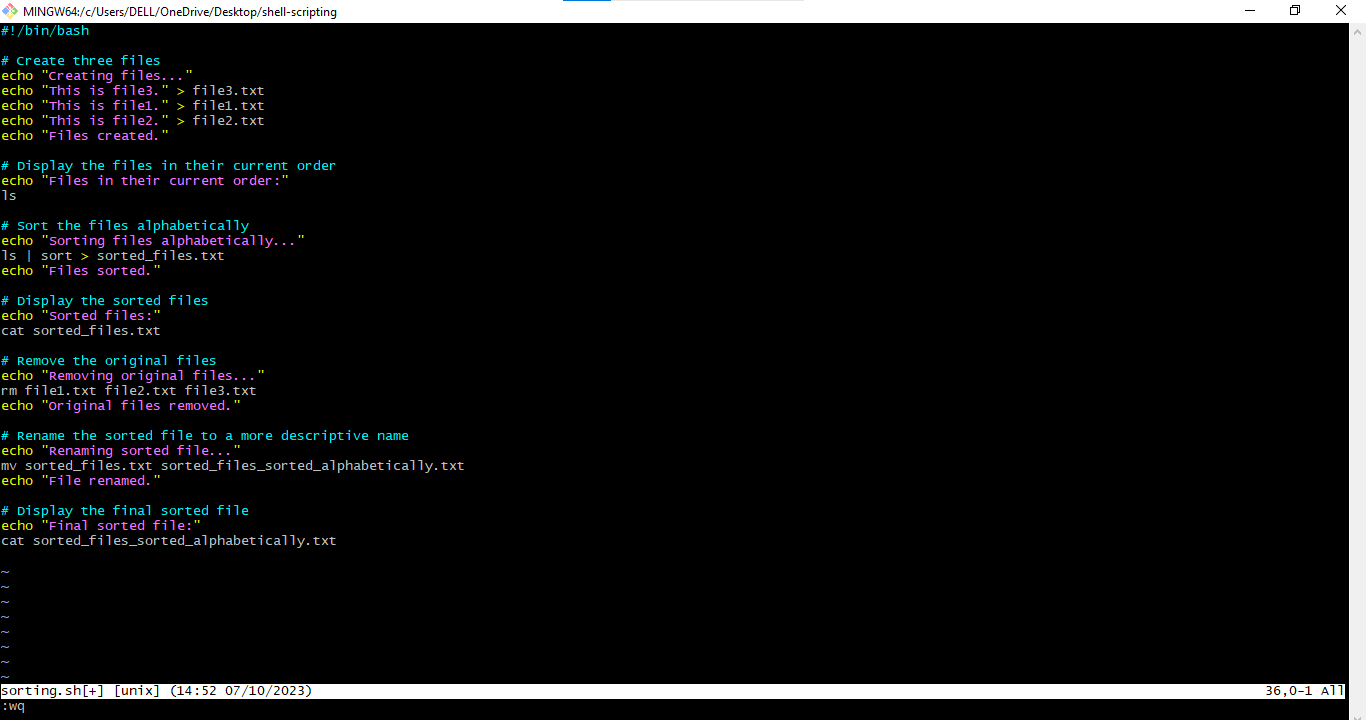 MINGW64:/c/Users/DELL/OneDrive/Desktop/shell-scripting
#!/bin/bash
# Create three files
echo "Creating files..."
echo "This is file3." > file3.txt
echo "This is file1." > file1.txt
echo "This is file2." > file2.txt
echo "Files created."
# Display the files in their current order
echo "Files in their current order:"
ls
# Sort the files alphabetically
echo "Sorting files alphabetically..."
ls | sort > sorted_files.txt
echo "Files sorted."
# Display the sorted files
echo "Sorted files:"
cat sorted_files.txt
# Remove the original files
echo "Removing original files..."
rm file1.txt file2.txt file3.txt
echo "Original files removed."
# Rename the sorted file to a more descriptive name
echo "Renaming sorted file..."
mv sorted_files.txt sorted_files_sorted_alphabetically.txt
echo "File renamed."
# Display the final sorted file
echo "Final sorted file:"
cat sorted_files_sorted_alphabetically.txt
~
~
~
~
~
~
~
~
sorting.sh[+] [unix] (14:52 07/10/2023) 36,0-1 All
:wq